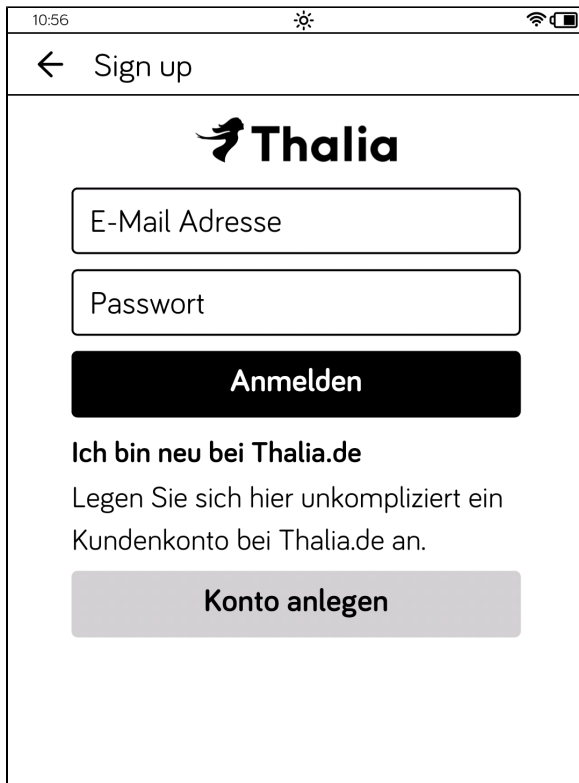 10:56
Sign up
Thalia
E-Mail Adresse
Passwort
Anmelden
Ich bin neu bei Thalia.de
Legen Sie sich hier unkompliziert ein
Kundenkonto bei Thalia.de an.
Konto anlegen